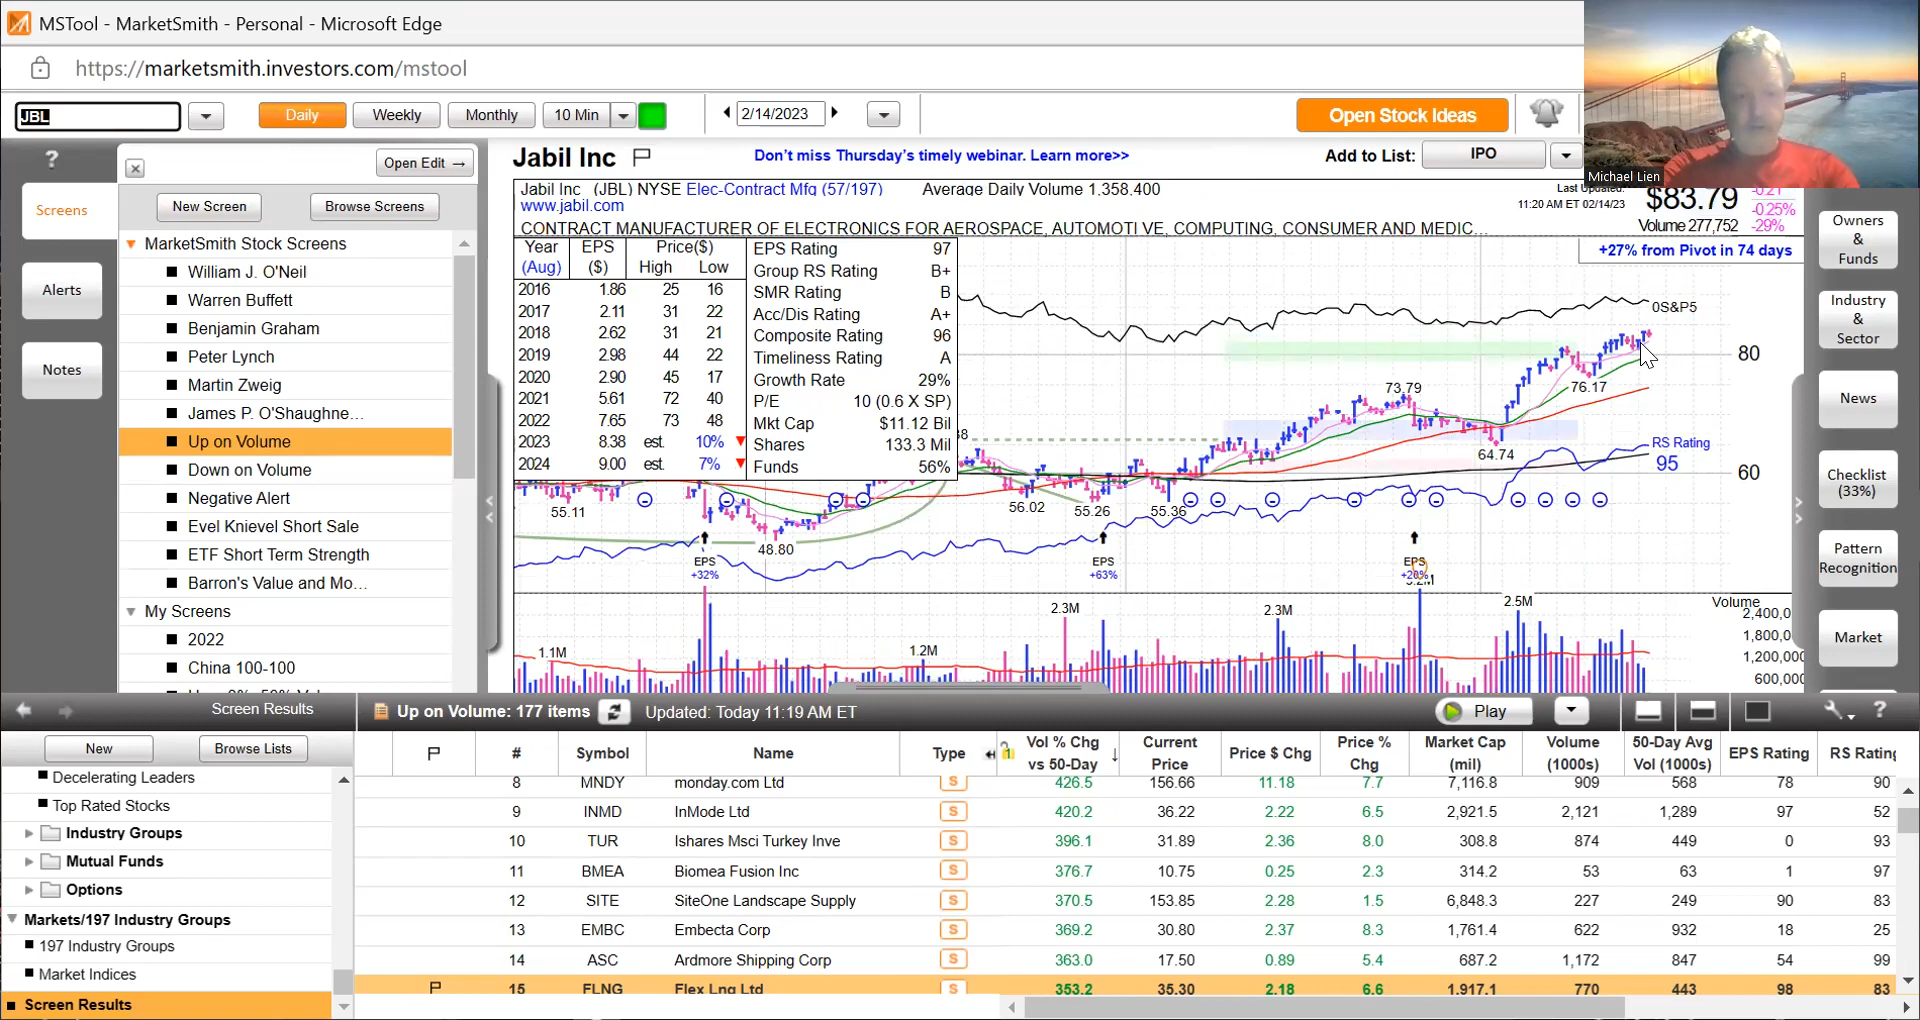 MSTool - MarketSmith - Personal - Microsoft Edge
https://marketsmith.investors.com/mstool
JBL
Daily
Weekly
Monthly
10 Min
2/14/2023
Open Stock Ideas
Michael Lien
?
Screens
Alerts
Notes
Open Edit →
New Screen
Browse Screens
MarketSmith Stock Screens
William J. O'Neil
Warren Buffett
Benjamin Graham
Peter Lynch
Martin Zweig
James P. O'Shaughne...
Up on Volume
Down on Volume
Negative Alert
Evel Knievel Short Sale
ETF Short Term Strength
Barron's Value and Mo...
My Screens
2022
China 100-100
Jabil Inc
Don't miss Thursday's timely webinar. Learn more>>
Add to List:
IPO
Jabil Inc (JBL) NYSE Elec-Contract Mfg (57/197) Average Daily Volume 1,358,400
www.jabil.com
CONTRACT MANUFACTURER OF ELECTRONICS FOR AEROSPACE, AUTOMOTI VE, COMPUTING, CONSUMER AND MEDIC...
Last Updated:
11:20 AM ET 02/14/23
$83.79
-0.21
-0.25%
Volume 277,752 -29%
+27% from Pivot in 74 days
Year EPS Price($)
(Aug) ($) High Low
2016 1.86 25 16
2017 2.11 31 22
2018 2.62 31 21
2019 2.98 44 22
2020 2.90 45 17
2021 5.61 72 40
2022 7.65 73 48
2023 8.38 est. 10%
2024 9.00 est. 7%
EPS Rating 97
Group RS Rating B+
SMR Rating B
Acc/Dis Rating A+
Composite Rating 96
Timeliness Rating A
Growth Rate 29%
P/E 10 (0.6 X SP)
Mkt Cap $11.12 Bil
Shares 133.3 Mil
Funds 56%
0S&P5
80
76.17
73.79
RS Rating
95
64.74
60
55.11
48.80
56.02
55.26
55.36
EPS
+32%
EPS
+63%
EPS
1.1M
1.2M
2.3M
2.3M
2.5M
Volume
2,400,0
1,800,0
1,200,000
600,000
Owners
&
Funds
Industry
&
Sector
News
Checklist
(33%)
Pattern
Recognition
Market
Screen Results
Up on Volume: 177 items
Updated: Today 11:19 AM ET
Play
?
New
Browse Lists
Decelerating Leaders
Top Rated Stocks
Industry Groups
Mutual Funds
Options
Markets/197 Industry Groups
197 Industry Groups
Market Indices
Screen Results
# Symbol Name Type Vol % Chg vs 50-Day Current Price Price $ Chg Price % Chg Market Cap (mil) Volume (1000s) 50-Day Avg Vol (1000s) EPS Rating RS Rating
8 MNDY monday.com Ltd S 426.5 156.66 11.18 7.7 7,116.8 909 568 78 90
9 INMD InMode Ltd S 420.2 36.22 2.22 6.5 2,921.5 2,121 1,289 97 52
10 TUR Ishares Msci Turkey Inve S 396.1 31.89 2.36 8.0 308.8 874 449 0 93
11 BMEA Biomea Fusion Inc S 376.7 10.75 0.25 2.3 314.2 53 63 1 97
12 SITE SiteOne Landscape Supply S 370.5 153.85 2.28 1.5 6,848.3 227 249 90 83
13 EMBC Embecta Corp S 369.2 30.80 2.37 8.3 1,761.4 622 932 18 25
14 ASC Ardmore Shipping Corp S 363.0 17.50 0.89 5.4 687.2 1,172 847 54 99
15 FLNG Flex Lng Ltd S 353.2 35.30 2.18 6.6 1,917.1 770 443 98 83